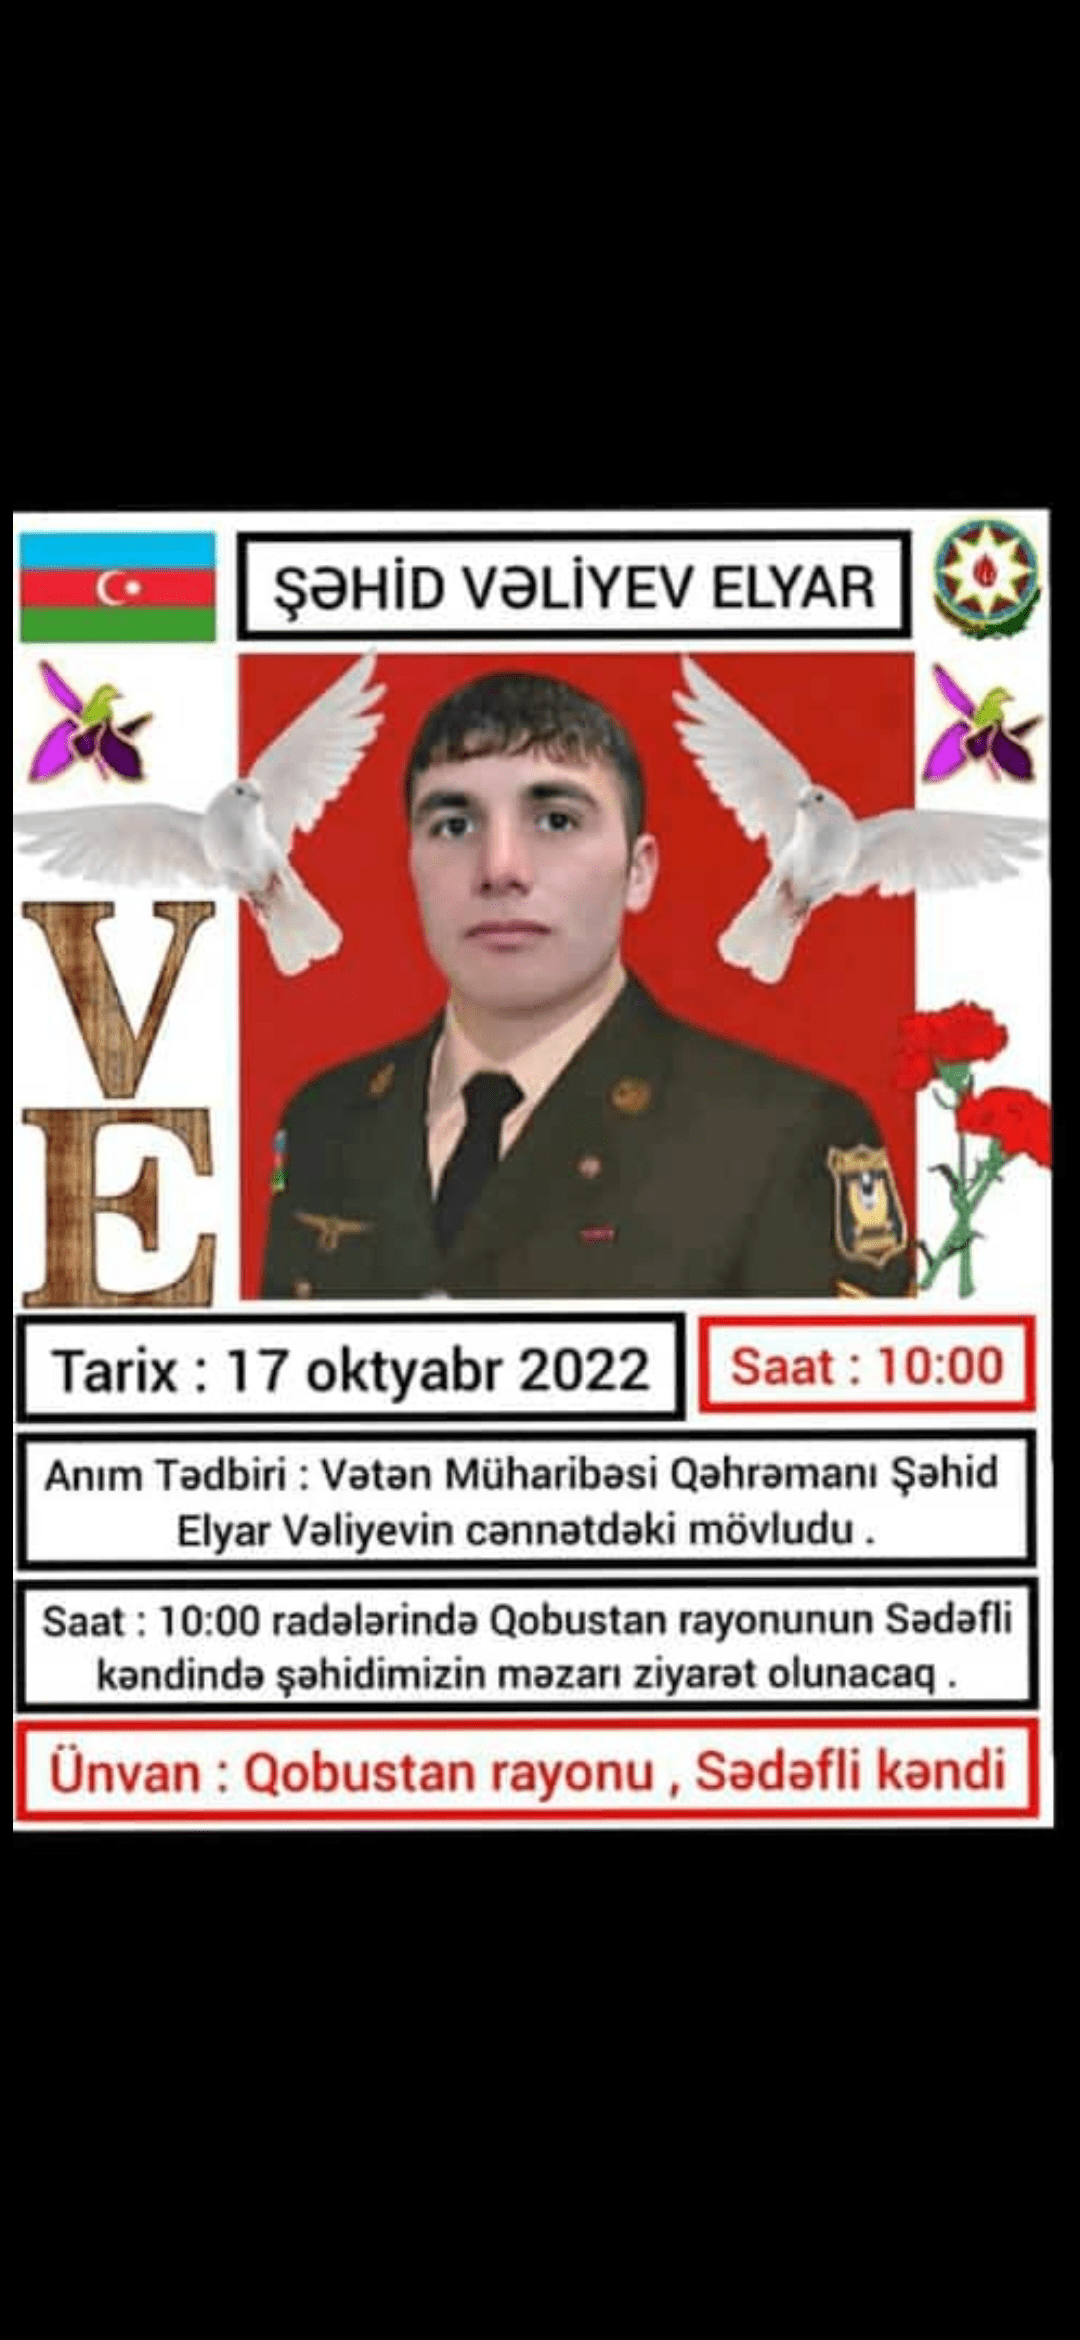 ŞƏHİD VƏLİYEV ELYAR
V
E
Tarix : 17 oktyabr 2022
Saat : 10:00
Anım Tədbiri : Vətən Müharibəsi Qəhrəmanı Şəhid
Elyar Vəliyevin cənnətdəki mövludu .
Saat : 10:00 radələrində Qobustan rayonunun Sədəfli
kəndində şəhidimizin məzarı ziyarət olunacaq .
Ünvan : Qobustan rayonu , Sədəfli kəndi